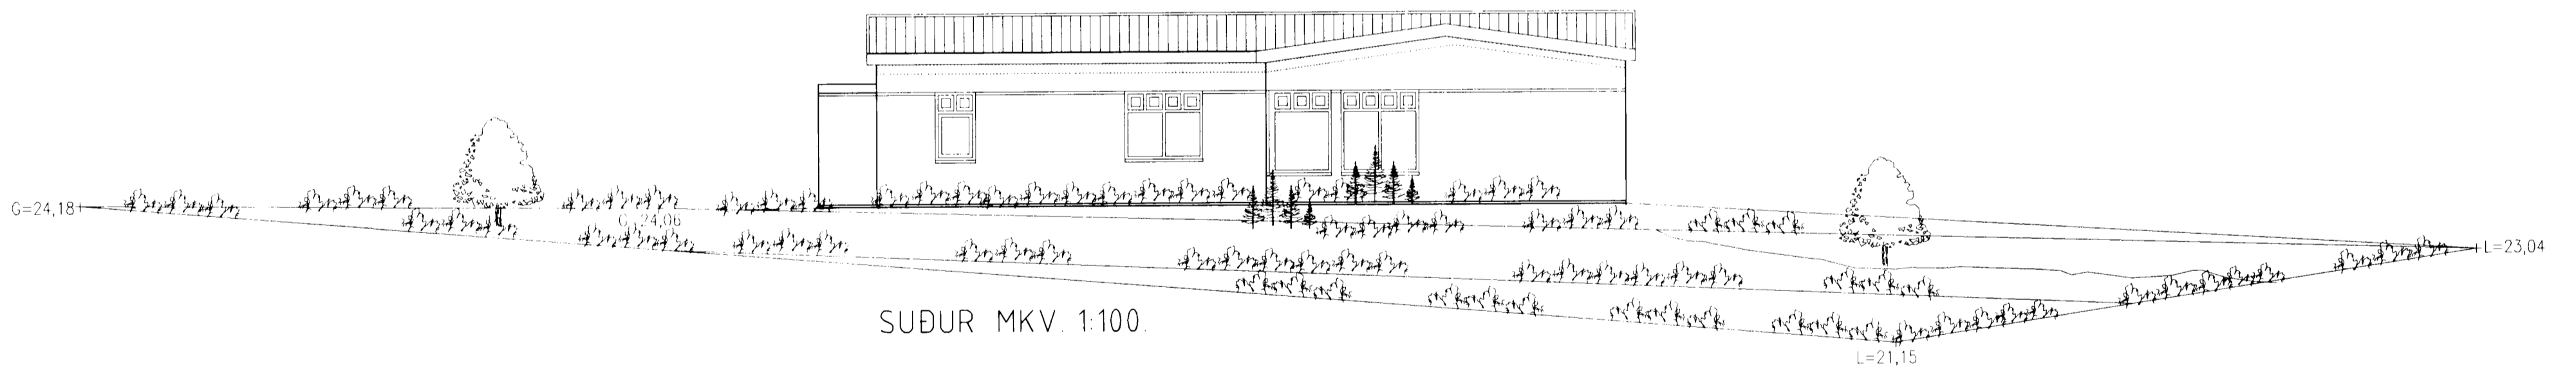 G=24,18
G=24,06
L=23,04
SUÐUR MKV. 1:100.
L=21,15